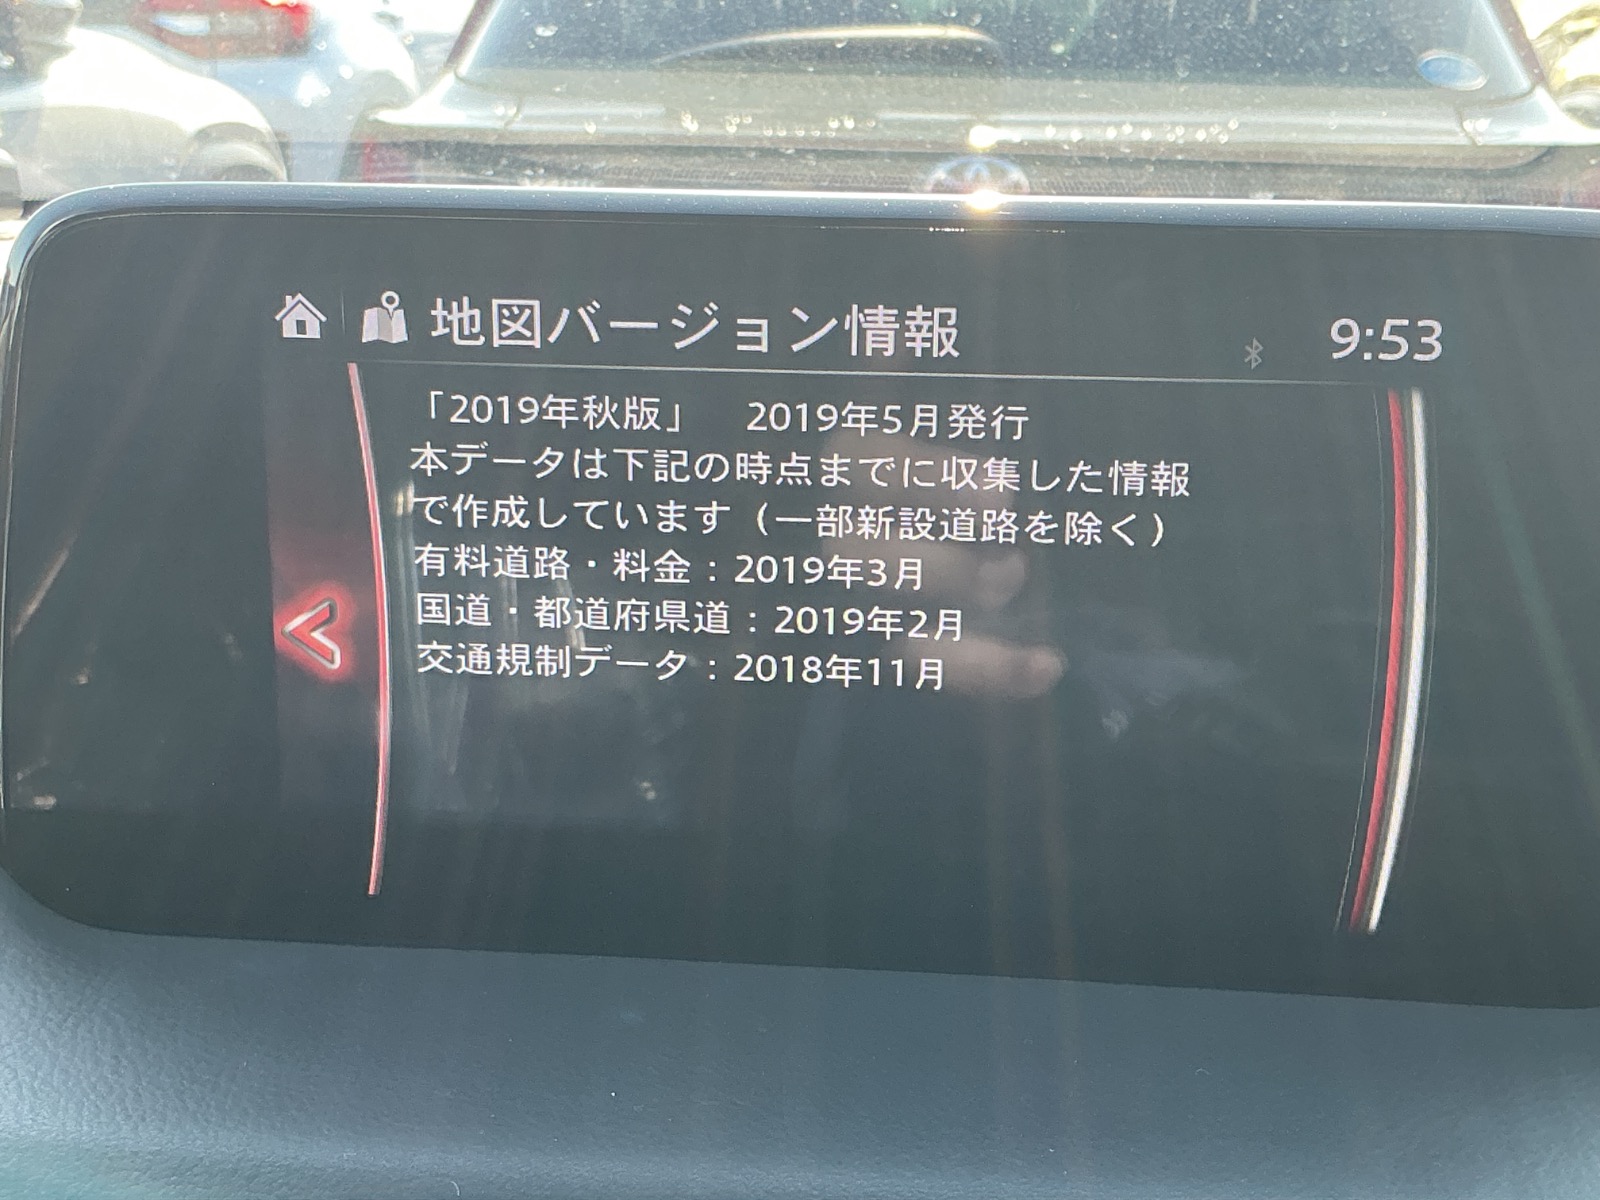 地図バージョン情報
9:53
「2019年秋版」　2019年5月発行
本データは下記の時点までに収集した情報
で作成しています（一部新設道路を除く）
有料道路・料金：2019年3月
国道・都道府県道：2019年2月
交通規制データ：2018年11月